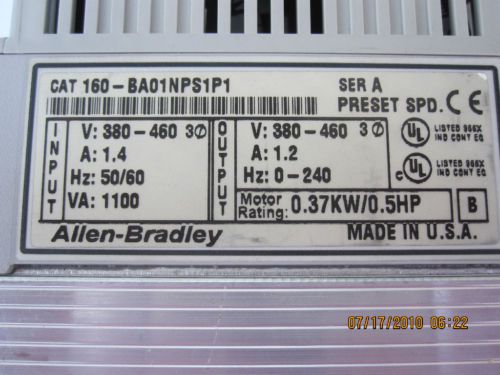 CAT 160-BA01NPS1P1
SER A
PRESET SPD. CE
INPUT
V: 380-460 3Ø
A: 1.4
Hz: 50/60
VA: 1100
OUTPUT
V: 380-460 3Ø
A: 1.2
Hz: 0-240
Motor Rating: 0.37KW/0.5HP
UL LISTED 966X
IND CONT EQ
c UL LISTED 966X
IND CONT EQ
B
Allen-Bradley
MADE IN U.S.A.
07/17/2010 06:22